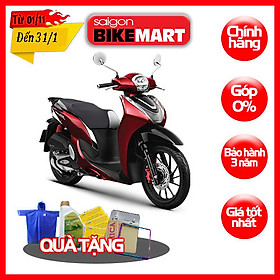 Từ 01/11
Đến 31/1
saigon
BIKEMART
Chính
hãng
Góp
0%
Bảo hành
3 năm
Giá tốt
nhất
QUÀ TẶNG